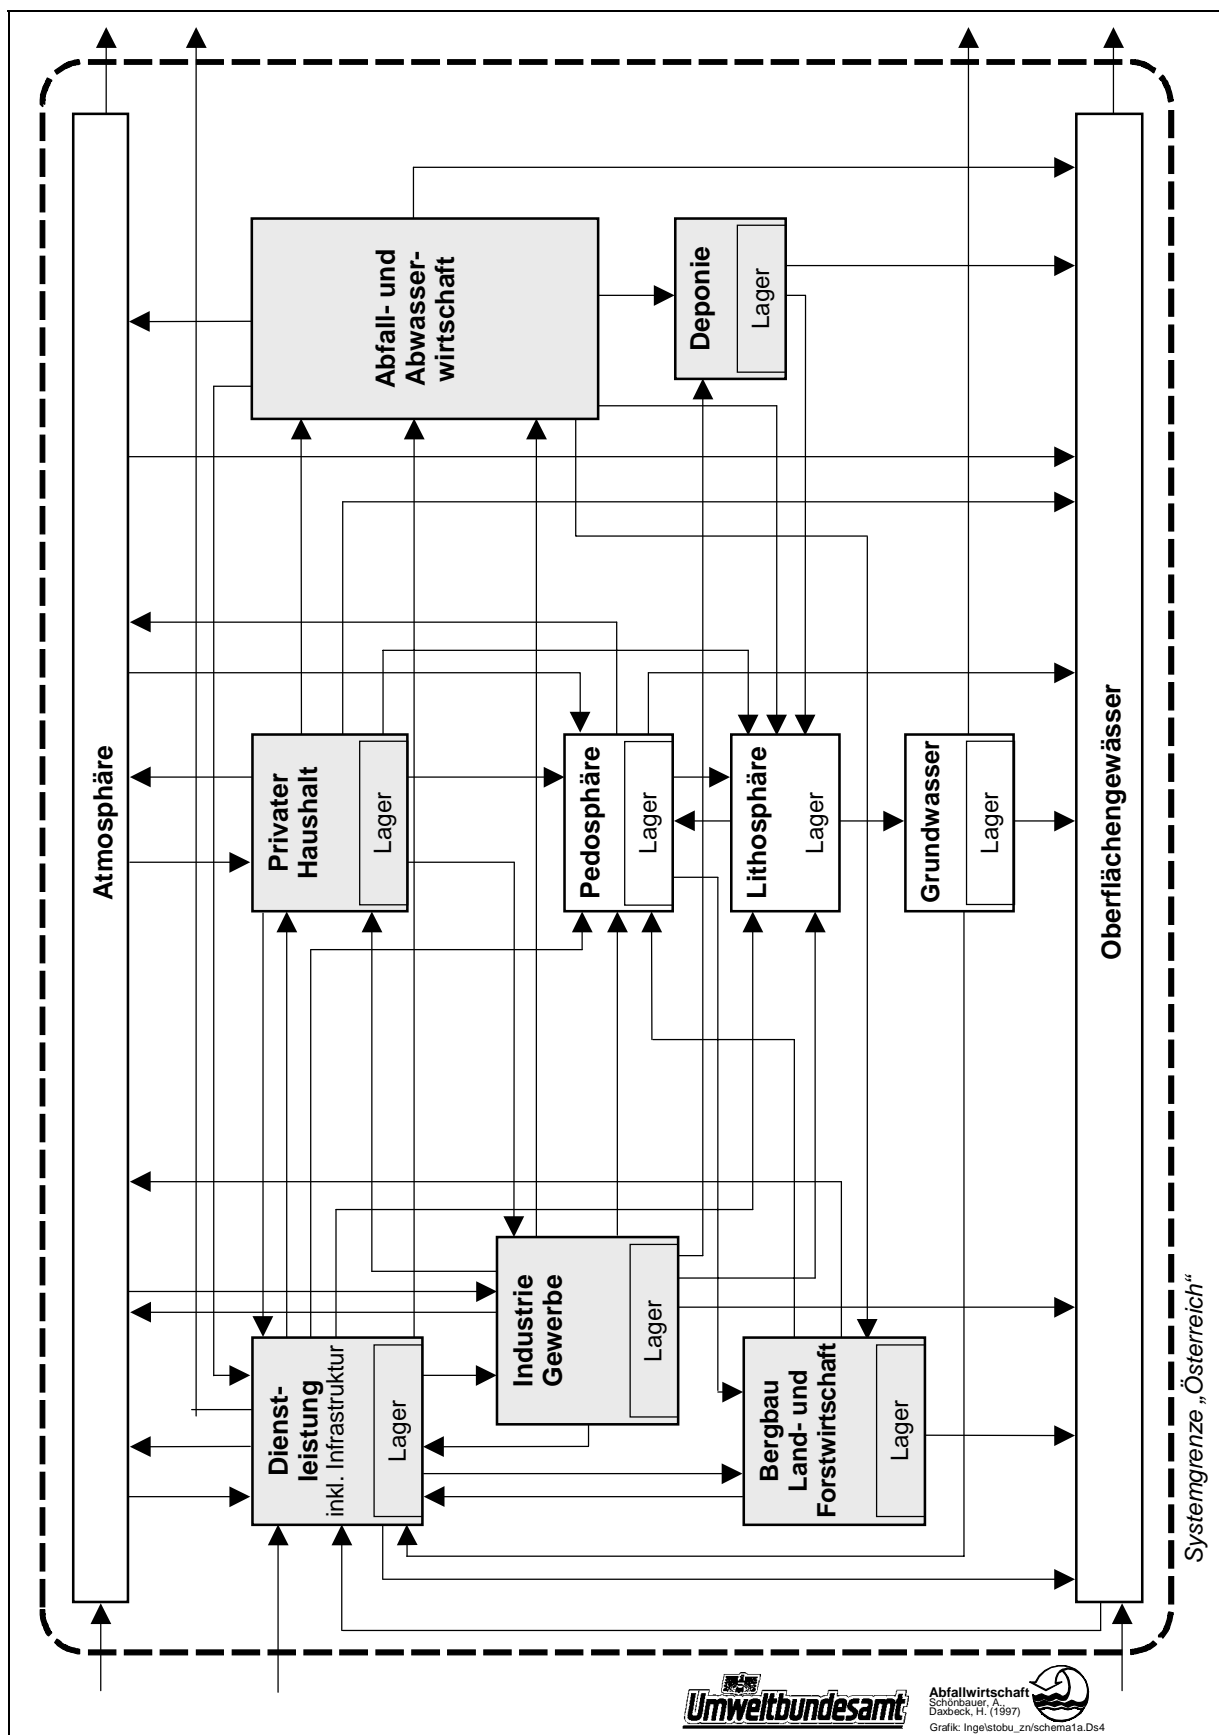 Atmosphäre
Abfall- und
Abwasser-
wirtschaft
Deponie
Lager
Privater
Haushalt
Lager
Pedosphäre
Lager
Lithosphäre
Lager
Grundwasser
Lager
Oberflächengewässer
Dienst-
leistung
inkl. Infrastruktur
Lager
Industrie
Gewerbe
Lager
Bergbau
Land- und
Forstwirtschaft
Lager
Systemgrenze „Österreich“
Umweltbundesamt
Abfallwirtschaft
Schönbauer, A.,
Daxbeck, H. (1997)
Grafik: Inge\stobu_zn/schema1a.Ds4